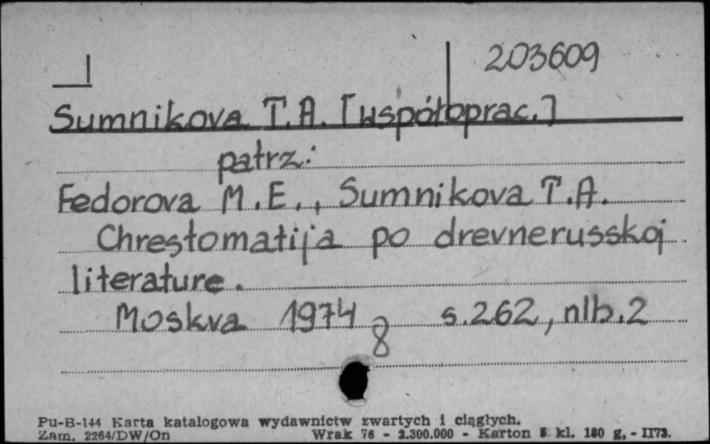 203609
Sumnikova T.A. [współoprac.]
patrz:
Fedorova M.E., Sumnikova T.A.
Chrestomatija po drevnerusskoj
literature.
Moskva 1974 s.262, nlb.2
8
Pu-B-144 Karta katalogowa wydawnictw zwartych i ciągłych.
Zam. 2264/DW/On Wrak 76 - 2.300.000 - Karton kl. 180 g. - II73.